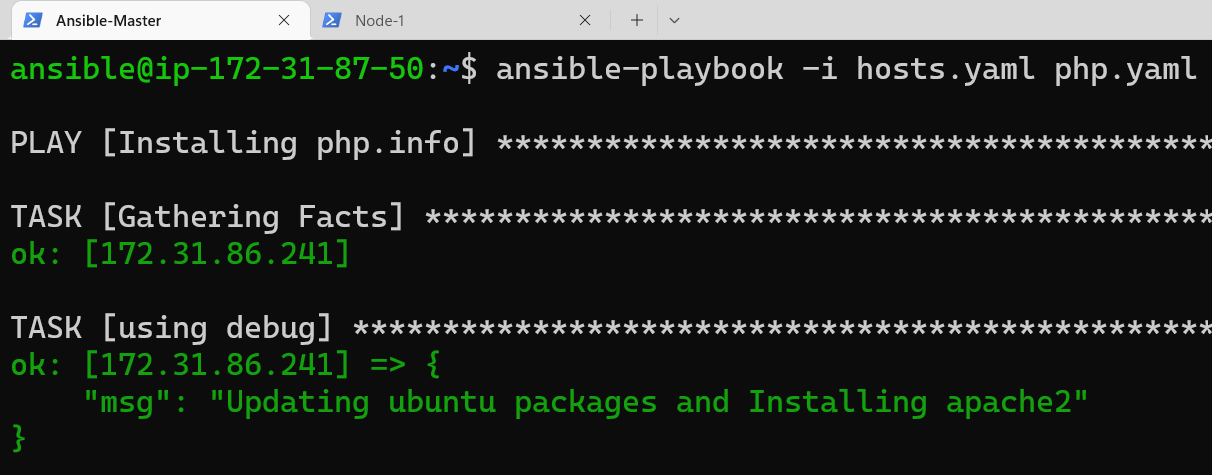 Ansible-Master
Node-1
ansible@ip-172-31-87-50:~$ ansible-playbook -i hosts.yaml php.yaml
PLAY [Installing php.info] ****************************************
TASK [Gathering Facts] ********************************************
ok: [172.31.86.241]
TASK [using debug] ************************************************
ok: [172.31.86.241] => {
    "msg": "Updating ubuntu packages and Installing apache2"
}